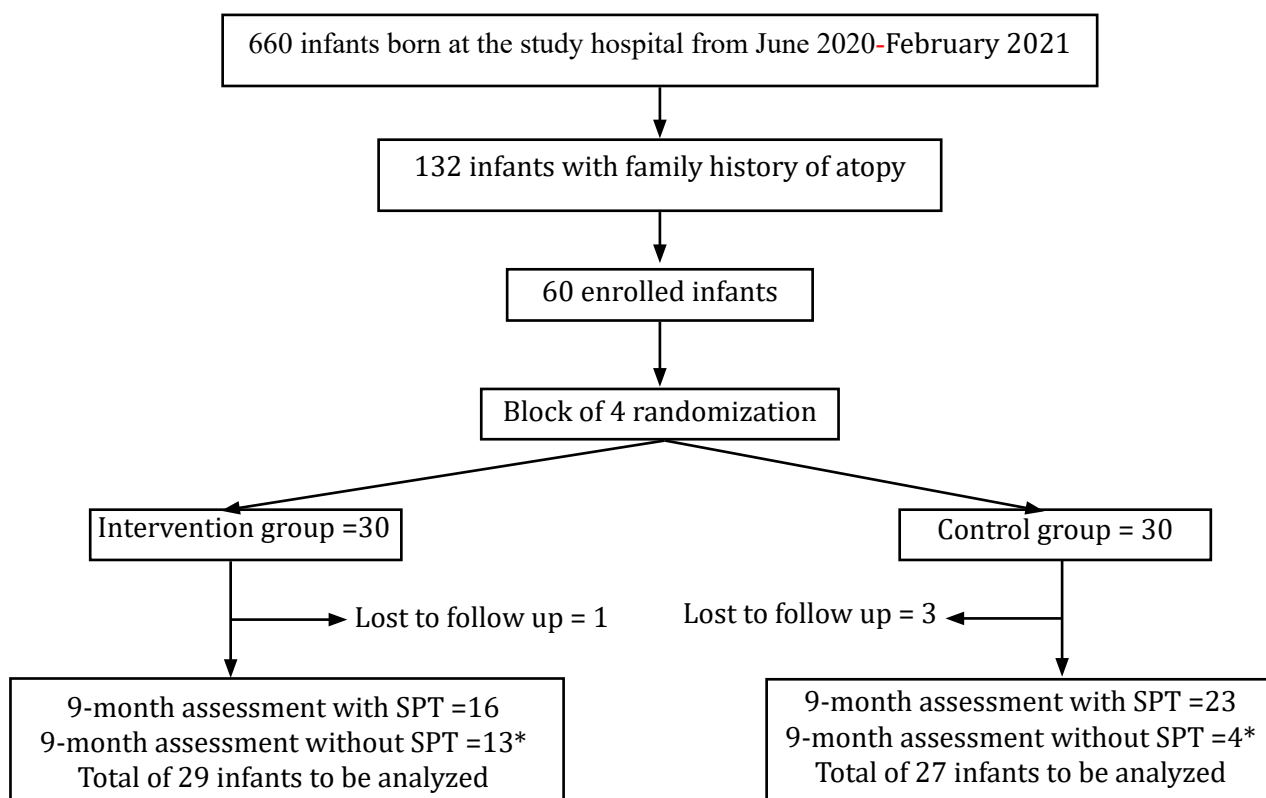 660 infants born at the study hospital from June 2020-February 2021
132 infants with family history of atopy
60 enrolled infants
Block of 4 randomization
Intervention group =30
Control group = 30
Lost to follow up = 1
Lost to follow up = 3
9-month assessment with SPT =16
9-month assessment without SPT =13*
Total of 29 infants to be analyzed
9-month assessment with SPT =23
9-month assessment without SPT =4*
Total of 27 infants to be analyzed